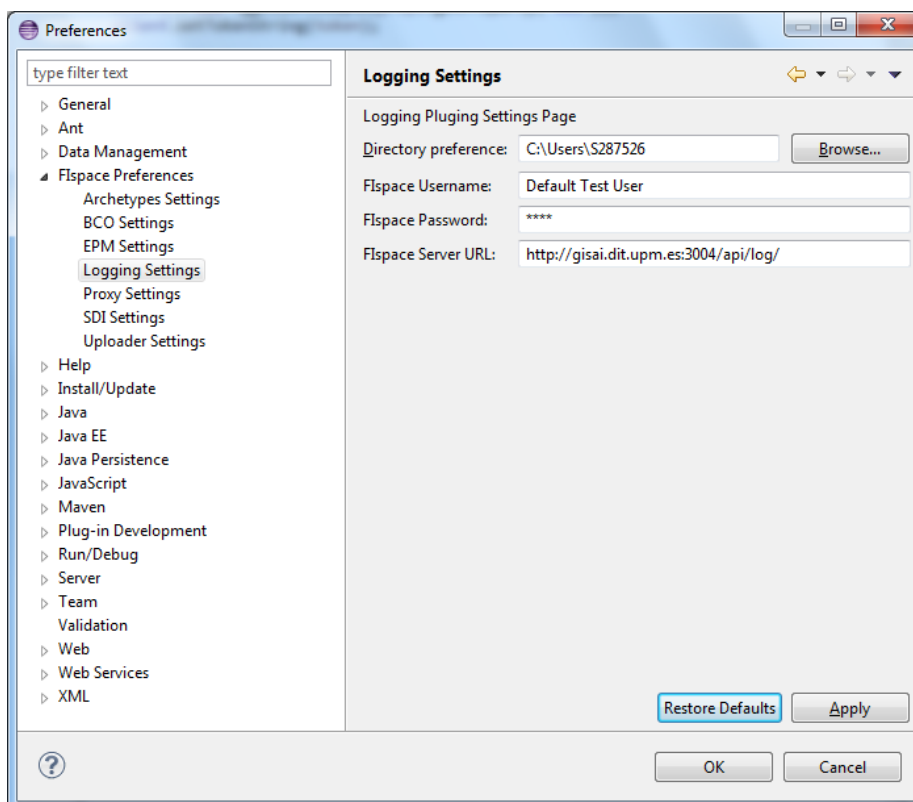 Preferences
type filter text
General
Ant
Data Management
FIspace Preferences
Archetypes Settings
BCO Settings
EPM Settings
Logging Settings
Proxy Settings
SDI Settings
Uploader Settings
Help
Install/Update
Java
Java EE
Java Persistence
JavaScript
Maven
Plug-in Development
Run/Debug
Server
Team
Validation
Web
Web Services
XML
Logging Settings
Logging Pluging Settings Page
Directory preference: C:\Users\S287526 Browse...
FIspace Username: Default Test User
FIspace Password: ****
FIspace Server URL: http://gisai.dit.upm.es:3004/api/log/
Restore Defaults Apply
OK Cancel